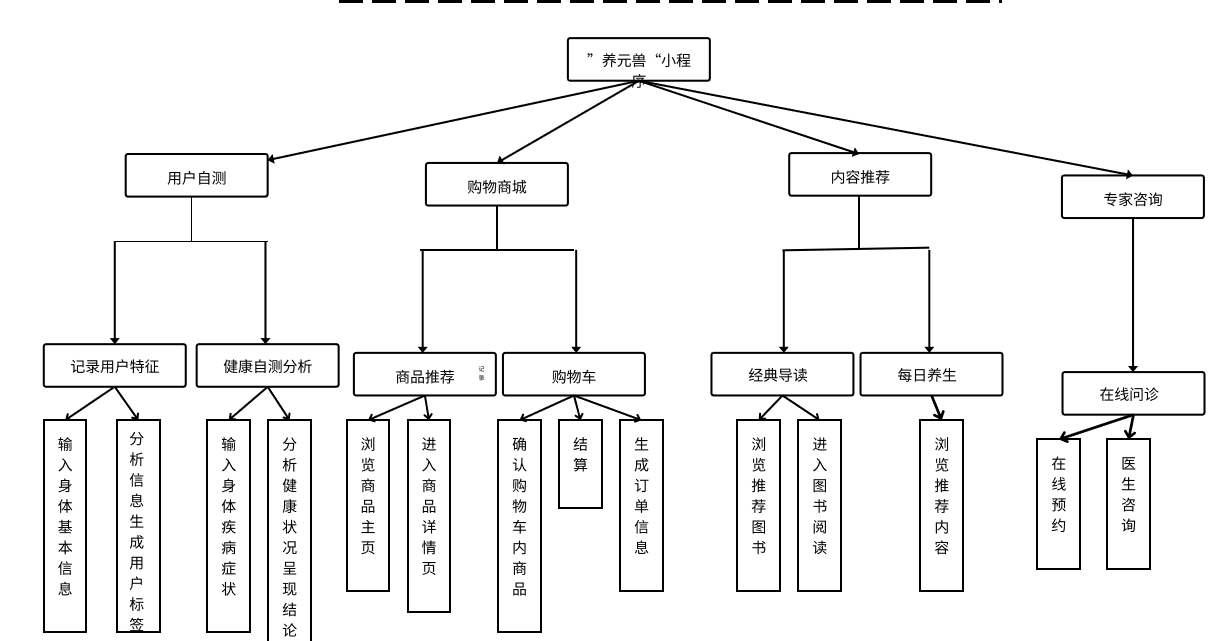 ”养元兽“小程
序
用户自测
购物商城
内容推荐
专家咨询
记录用户特征
健康自测分析
商品推荐
记
录
购物车
经典导读
每日养生
在线问诊
输入身体基本信息
分析信息生成用户标签
输入身体疾病症状
分析健康状况呈现结论
浏览商品主页
进入商品详情页
确认购物车内商品
结算
生成订单信息
浏览推荐图书
进入图书阅读
浏览推荐内容
在线预约
医生咨询